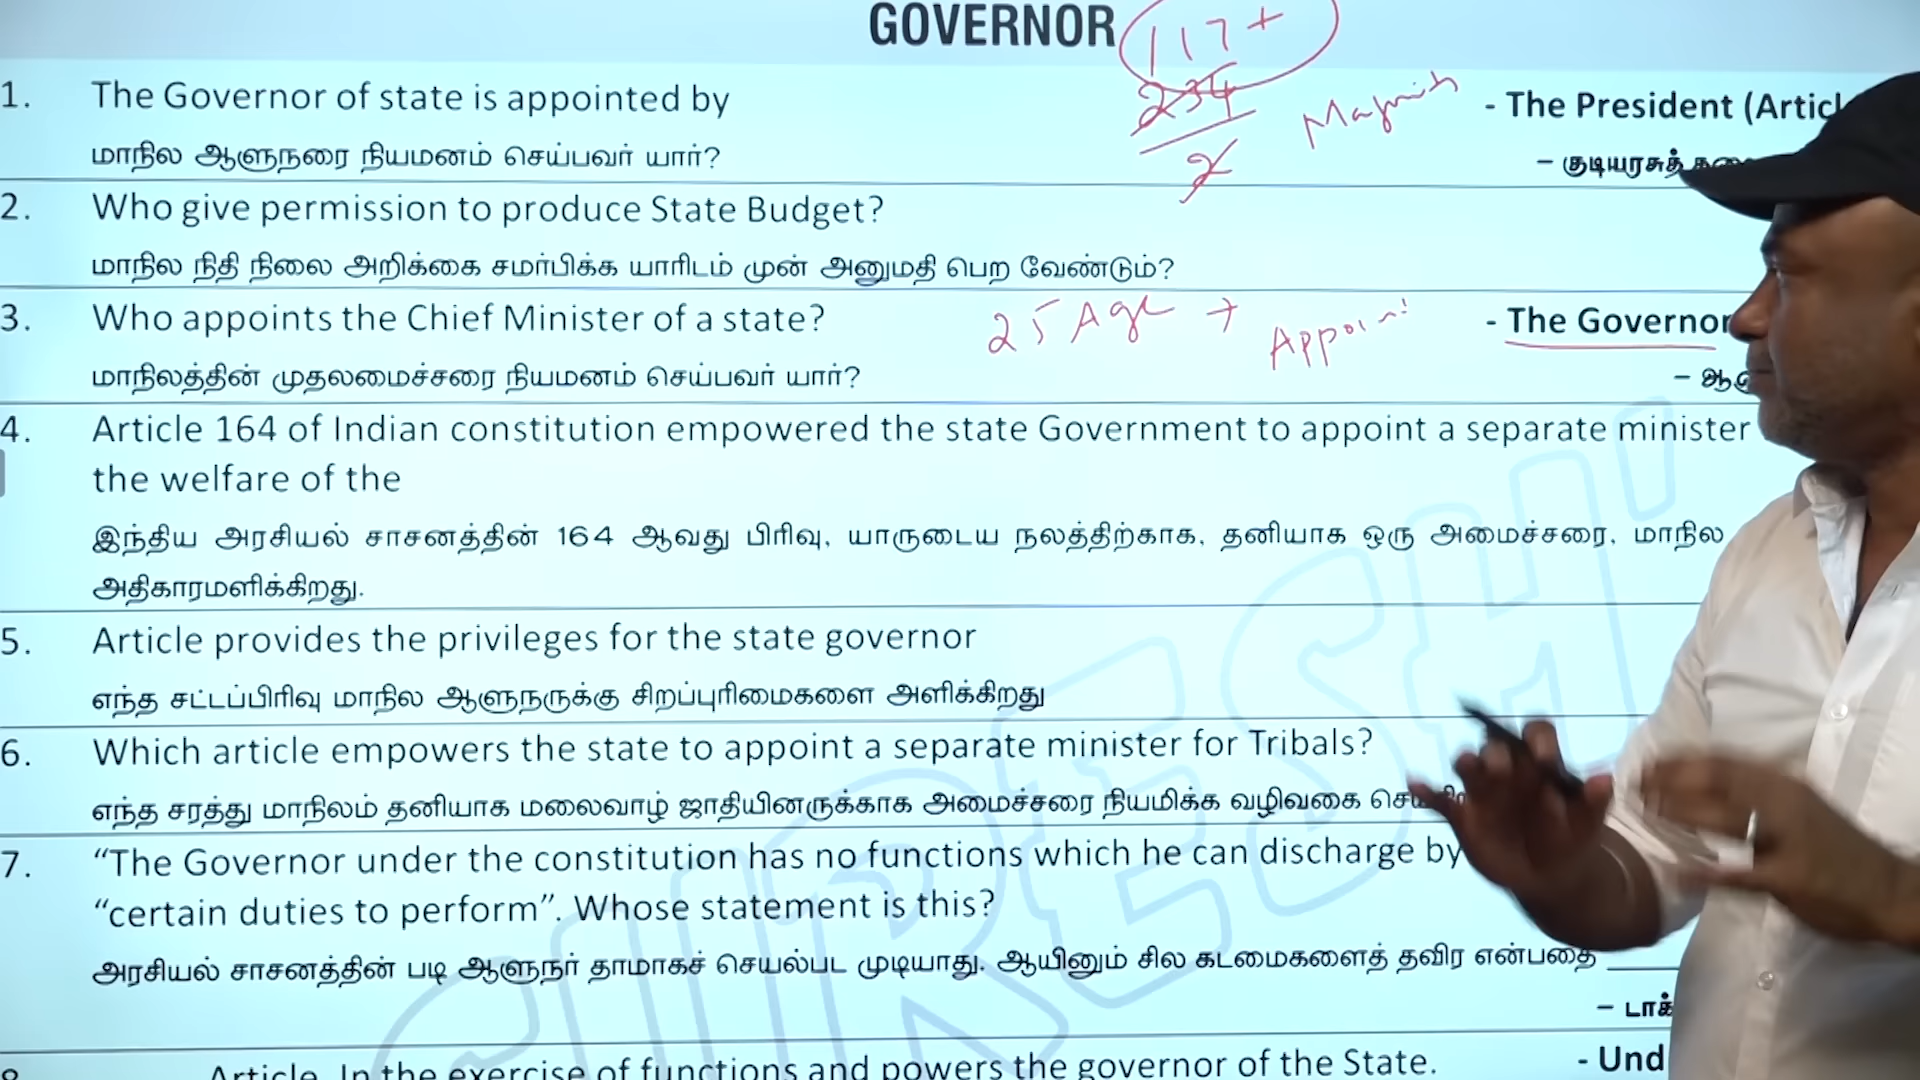 GOVERNOR
117+
234
2
Majority
1. The Governor of state is appointed by - The President (Articl
மாநில ஆளுநரை நியமனம் செய்பவர் யார்? – குடியரசுத்
2. Who give permission to produce State Budget?
மாநில நிதி நிலை அறிக்கை சமர்பிக்க யாரிடம் முன் அனுமதி பெற வேண்டும்?
3. Who appoints the Chief Minister of a state? - The Governor
25 Age → Appoint
மாநிலத்தின் முதலமைச்சரை நியமனம் செய்பவர் யார்? – ஆளு
4. Article 164 of Indian constitution empowered the state Government to appoint a separate minister
the welfare of the
இந்திய அரசியல் சாசனத்தின் 164 ஆவது பிரிவு, யாருடைய நலத்திற்காக, தனியாக ஒரு அமைச்சரை, மாநில
அதிகாரமளிக்கிறது.
5. Article provides the privileges for the state governor
எந்த சட்டப்பிரிவு மாநில ஆளுநருக்கு சிறப்புரிமைகளை அளிக்கிறது
6. Which article empowers the state to appoint a separate minister for Tribals?
எந்த சரத்து மாநிலம் தனியாக மலைவாழ் ஜாதியினருக்காக அமைச்சரை நியமிக்க வழிவகை
7. “The Governor under the constitution has no functions which he can discharge by
“certain duties to perform”. Whose statement is this?
அரசியல் சாசனத்தின் படி ஆளுநர் தாமாகச் செயல்பட முடியாது. ஆயினும் சில கடமைகளைத் தவிர என்பதை
– டாக்
Article. In the exercise of functions and powers the governor of the State. - Und
SURESH'